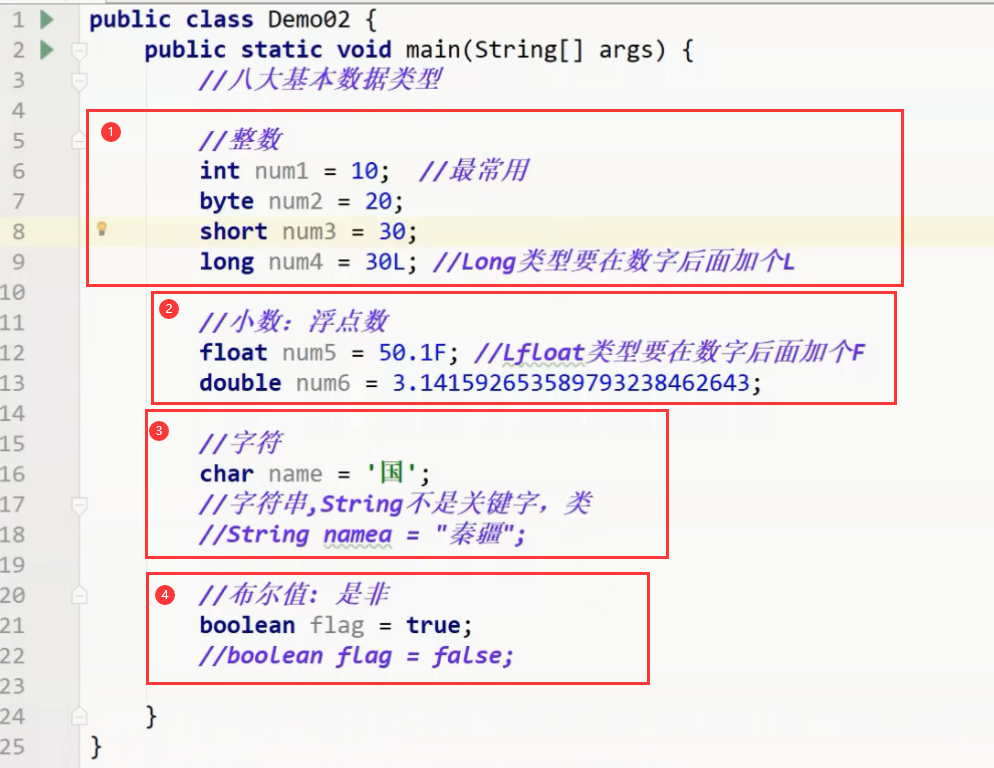 1 public class Demo02 {
2 public static void main(String[] args) {
3 //八大基本数据类型
4
① 
5 //整数
6 int num1 = 10; //最常用
7 byte num2 = 20;
8 short num3 = 30;
9 long num4 = 30L; //Long类型要在数字后面加个L
10
②
11 //小数：浮点数
12 float num5 = 50.1F; //Lfloat类型要在数字后面加个F
13 double num6 = 3.141592653589793238462643;
14
③
15 //字符
16 char name = '国';
17 //字符串,String不是关键字，类
18 //String namea = "秦疆";
19
④
20 //布尔值：是非
21 boolean flag = true;
22 //boolean flag = false;
23
24 }
25 }